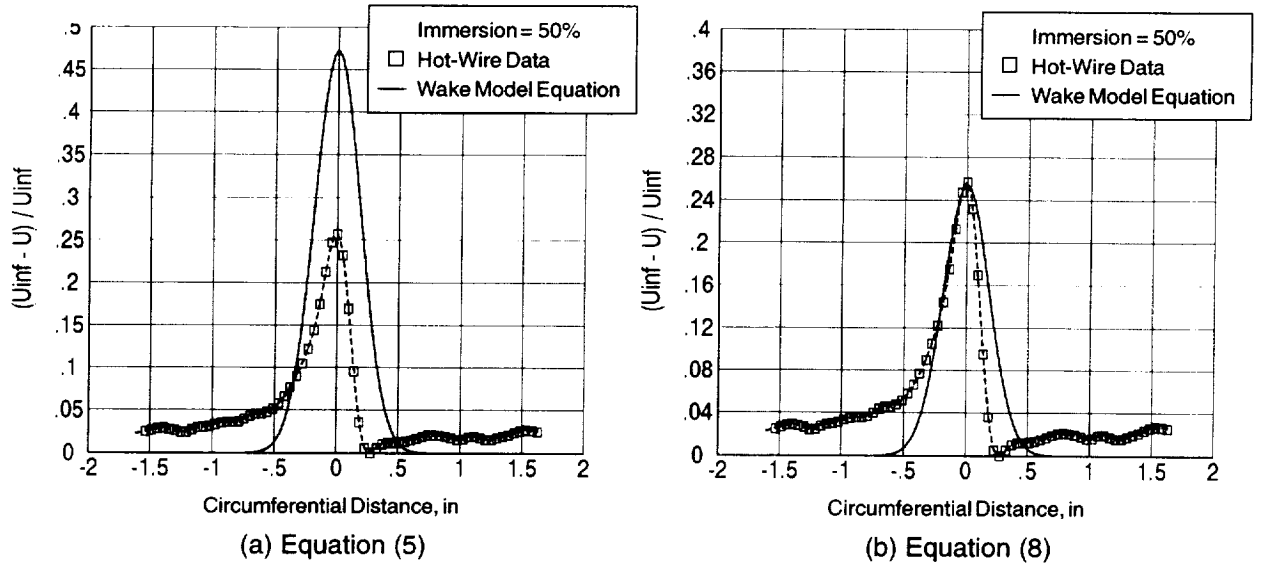 .5
.45
.4
.35
.3
.25
.2
.15
.1
.05
0
(Uinf - U) / Uinf
-2 -1.5 -1 -.5 0 .5 1 1.5 2
Circumferential Distance, in
Immersion = 50%
Hot-Wire Data
Wake Model Equation
(a) Equation (5)
.4
.36
.32
.28
.24
.2
.16
.12
.08
.04
0
(Uinf - U) / Uinf
-2 -1.5 -1 -.5 0 .5 1 1.5 2
Circumferential Distance, in
Immersion = 50%
Hot-Wire Data
Wake Model Equation
(b) Equation (8)